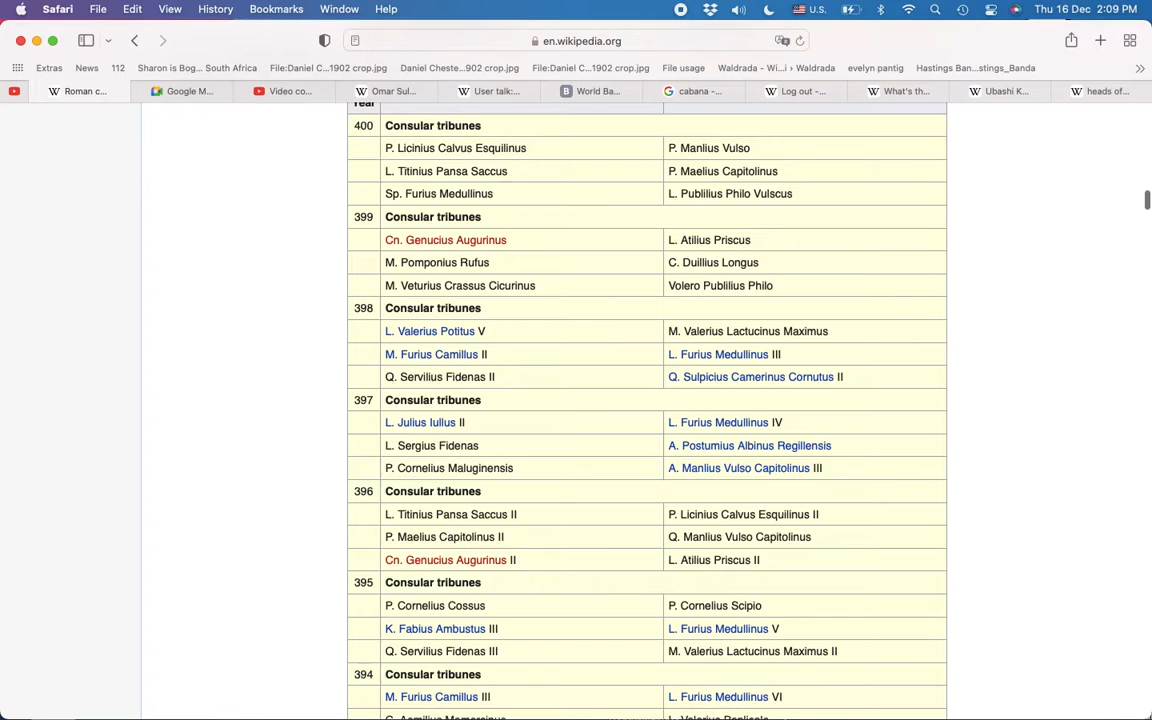 Safari File Edit View History Bookmarks Window Help U.S. Thu 16 Dec 2:09 PM
en.wikipedia.org
Extras News 112 Sharon is Bog... South Africa File:Daniel C...1902 crop.jpg Daniel Cheste...902 crop.jpg File:Daniel C...1902 crop.jpg File usage Waldrada - Wi...i › Waldrada evelyn pantig Hastings Ban...stings_Banda
Roman c... Google M... Video co... Omar Sul... User talk:... World Ba... cabana -... Log out -... What's th... Ubashi K... heads of...
Year
400 Consular tribunes
P. Licinius Calvus Esquilinus P. Manlius Vulso
L. Titinius Pansa Saccus P. Maelius Capitolinus
Sp. Furius Medullinus L. Publilius Philo Vulscus
399 Consular tribunes
Cn. Genucius Augurinus L. Atilius Priscus
M. Pomponius Rufus C. Duillius Longus
M. Veturius Crassus Cicurinus Volero Publilius Philo
398 Consular tribunes
L. Valerius Potitus V M. Valerius Lactucinus Maximus
M. Furius Camillus II L. Furius Medullinus III
Q. Servilius Fidenas II Q. Sulpicius Camerinus Cornutus II
397 Consular tribunes
L. Julius Iullus II L. Furius Medullinus IV
L. Sergius Fidenas A. Postumius Albinus Regillensis
P. Cornelius Maluginensis A. Manlius Vulso Capitolinus III
396 Consular tribunes
L. Titinius Pansa Saccus II P. Licinius Calvus Esquilinus II
P. Maelius Capitolinus II Q. Manlius Vulso Capitolinus
Cn. Genucius Augurinus II L. Atilius Priscus II
395 Consular tribunes
P. Cornelius Cossus P. Cornelius Scipio
K. Fabius Ambustus III L. Furius Medullinus V
Q. Servilius Fidenas III M. Valerius Lactucinus Maximus II
394 Consular tribunes
M. Furius Camillus III L. Furius Medullinus VI